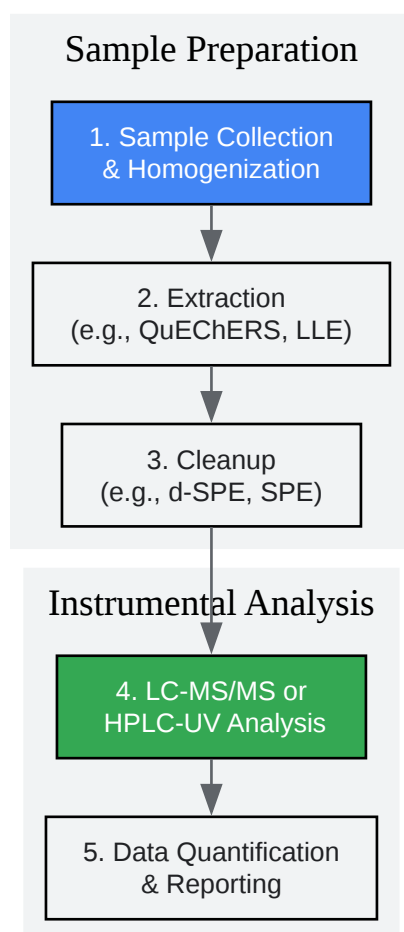 Sample Preparation
1. Sample Collection
& Homogenization
2. Extraction
(e.g., QuEChERS, LLE)
3. Cleanup
(e.g., d-SPE, SPE)
Instrumental Analysis
4. LC-MS/MS or
HPLC-UV Analysis
5. Data Quantification
& Reporting